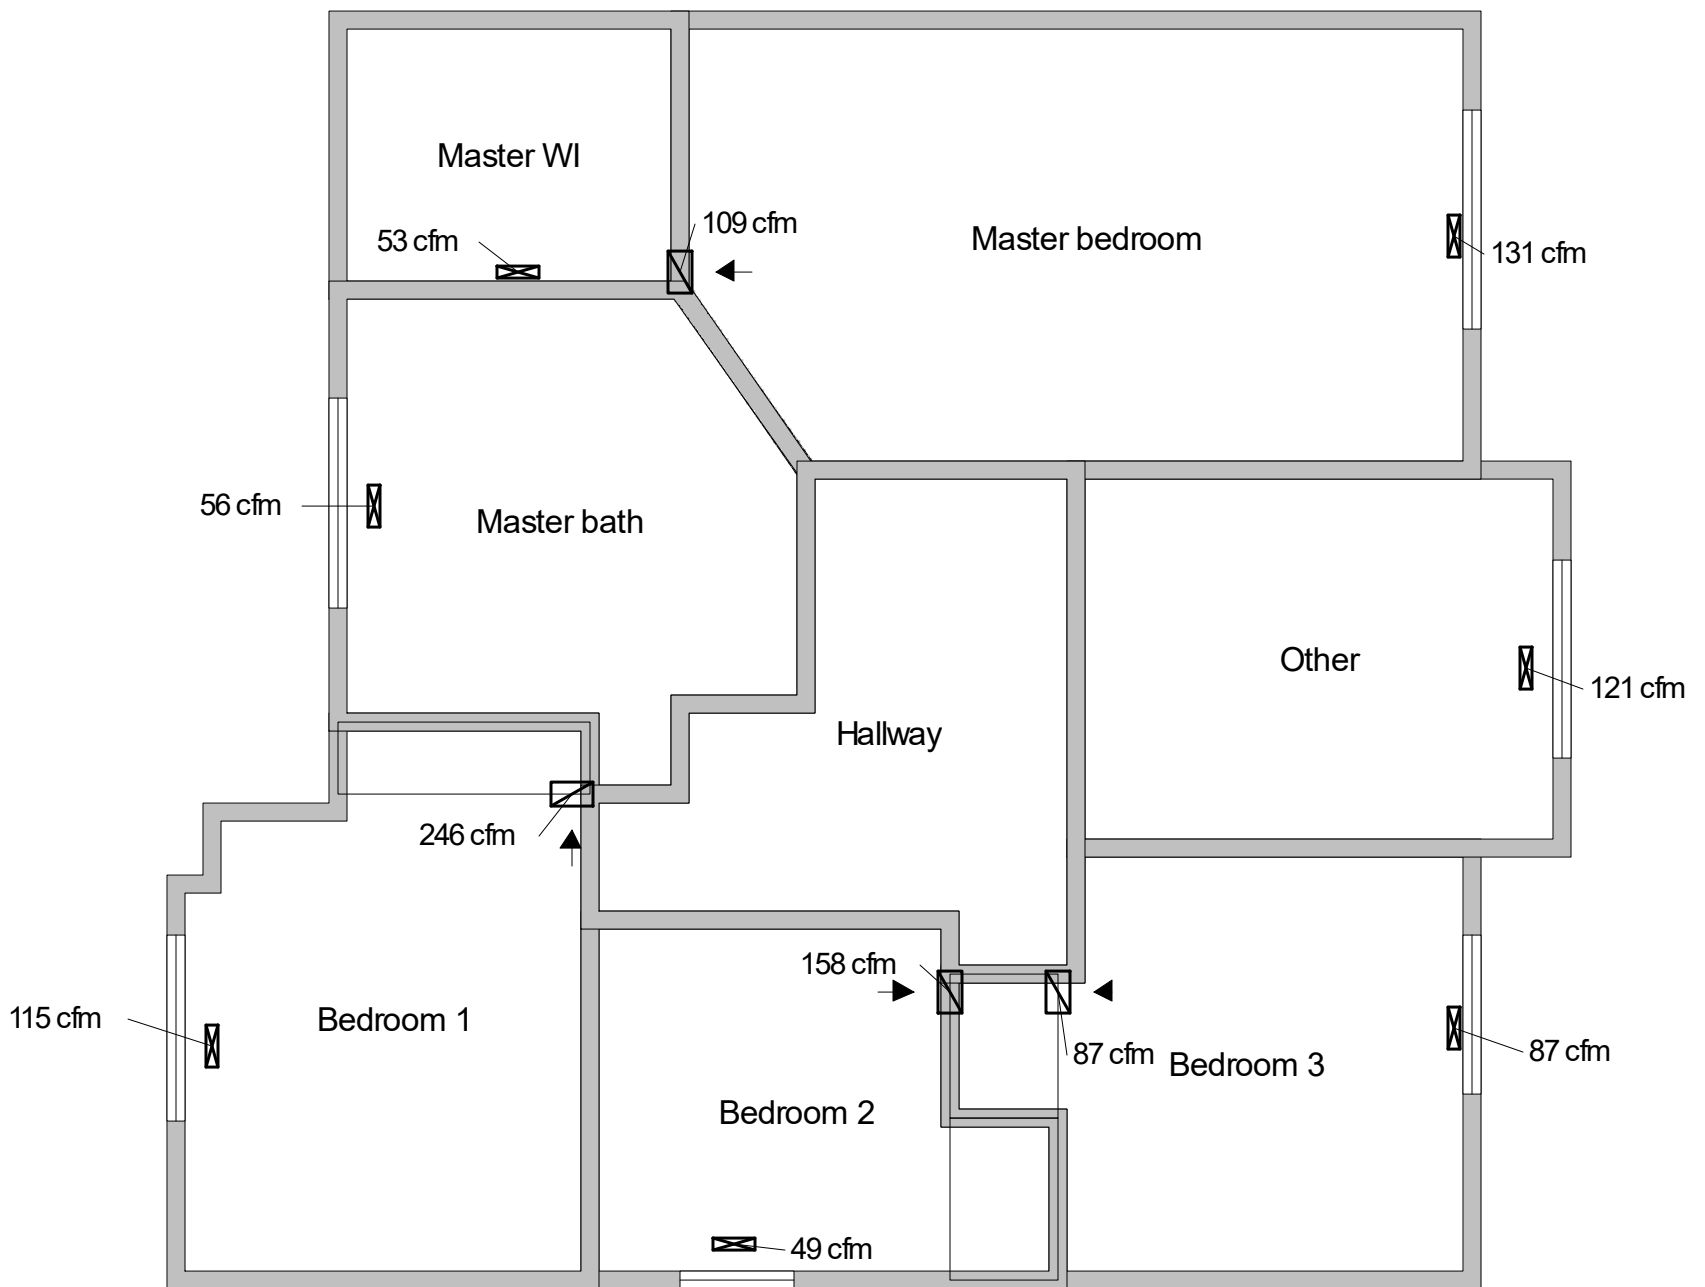 Master WI
109 cfm
53 cfm
Master bedroom
131 cfm
56 cfm
Master bath
Other
121 cfm
Hallway
246 cfm
158 cfm
115 cfm
Bedroom 1
87 cfm
Bedroom 3
87 cfm
Bedroom 2
49 cfm